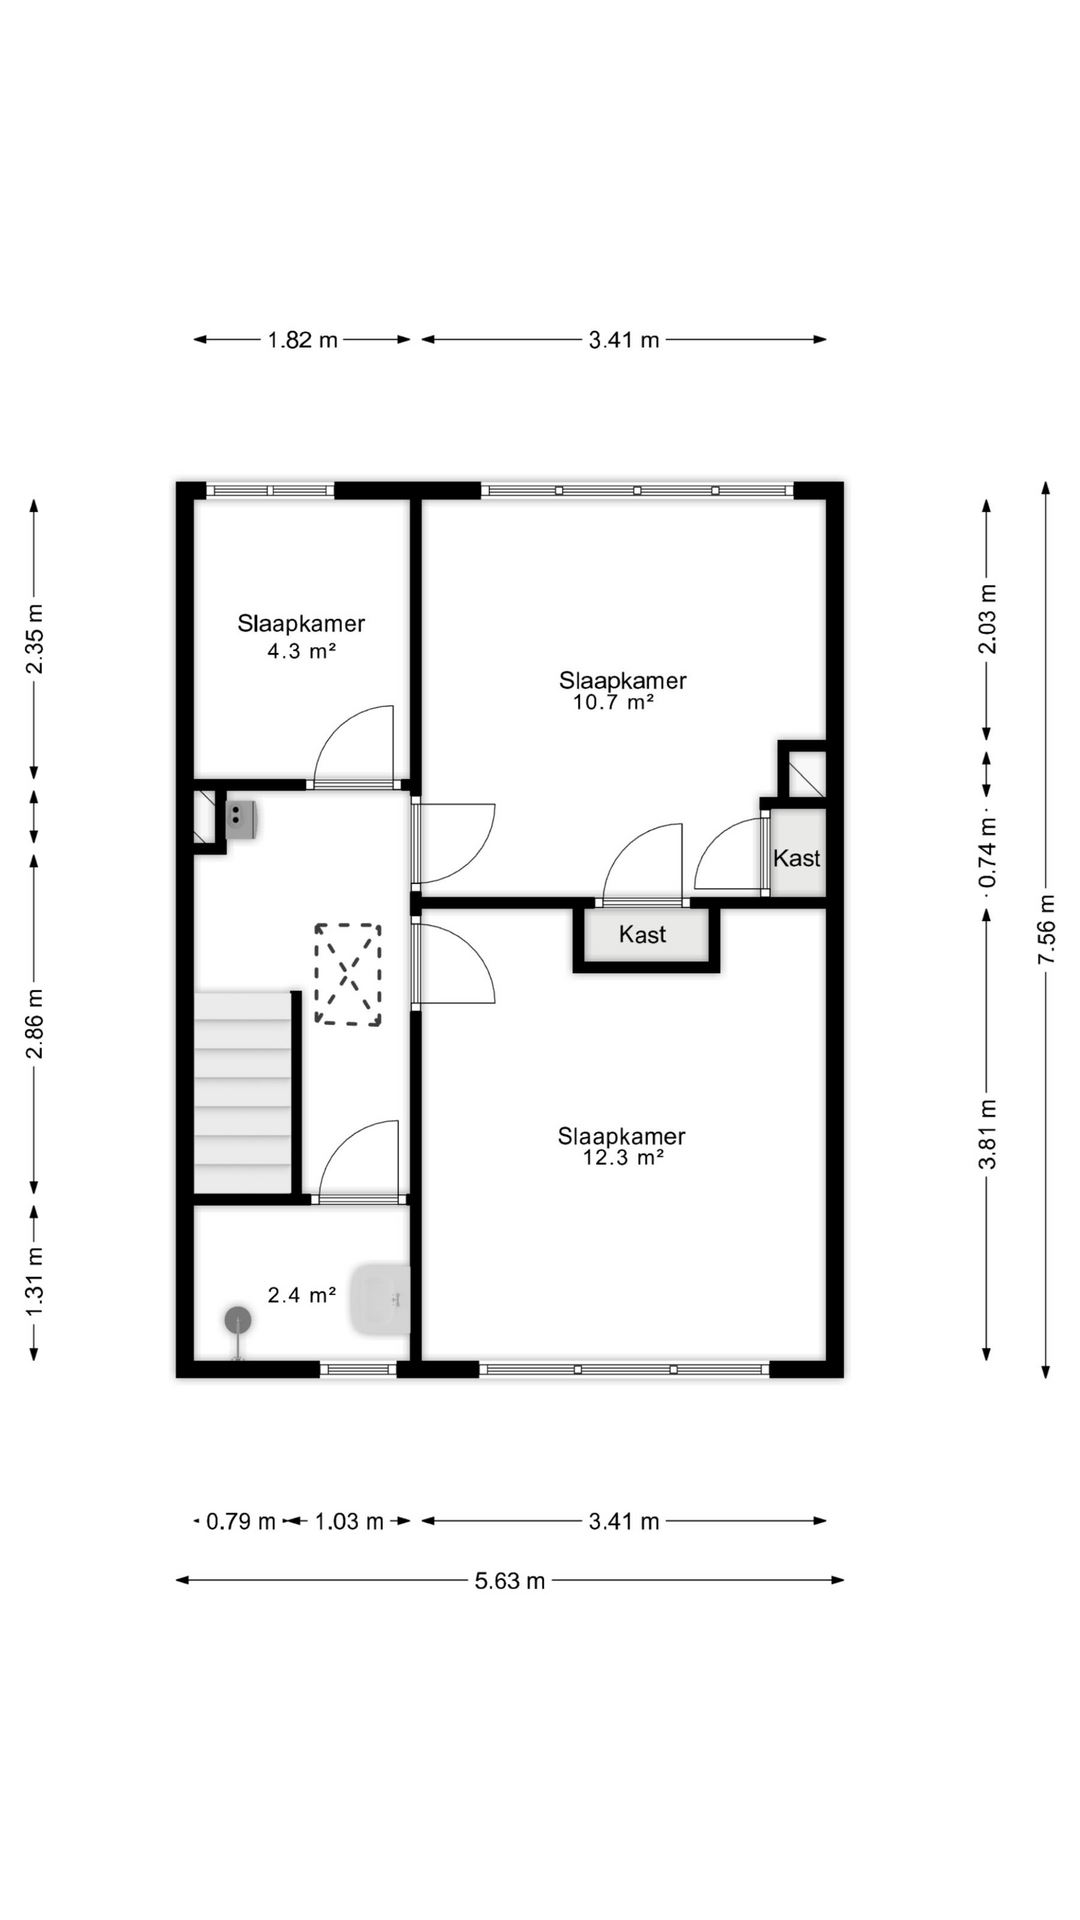 1.82 m
3.41 m
2.35 m
2.03 m
Slaapkamer
4.3 m²
Slaapkamer
10.7 m²
Kast
0.74 m
Kast
7.56 m
2.86 m
3.81 m
Slaapkamer
12.3 m²
1.31 m
2.4 m²
0.79 m
1.03 m
3.41 m
5.63 m